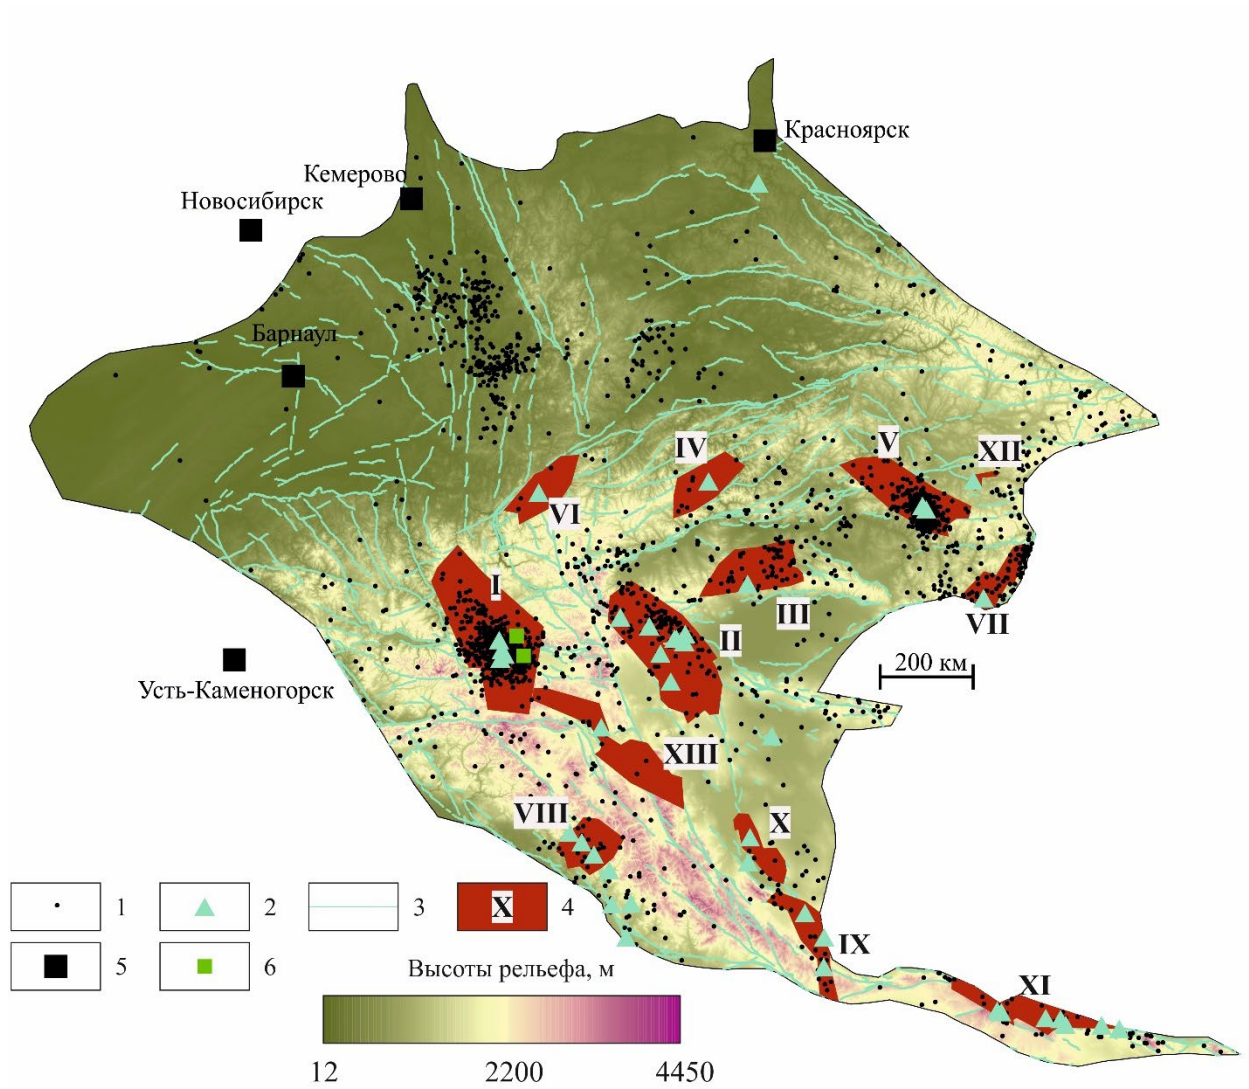 Красноярск
Кемерово
Новосибирск
Барнаул
IV
V
XII
VI
I
III
VII
II
200 км
Усть-Каменогорск
XIII
VIII
X
IX
XI
1
2
3
X
4
5
6
Высоты рельефа, м
12
2200
4450